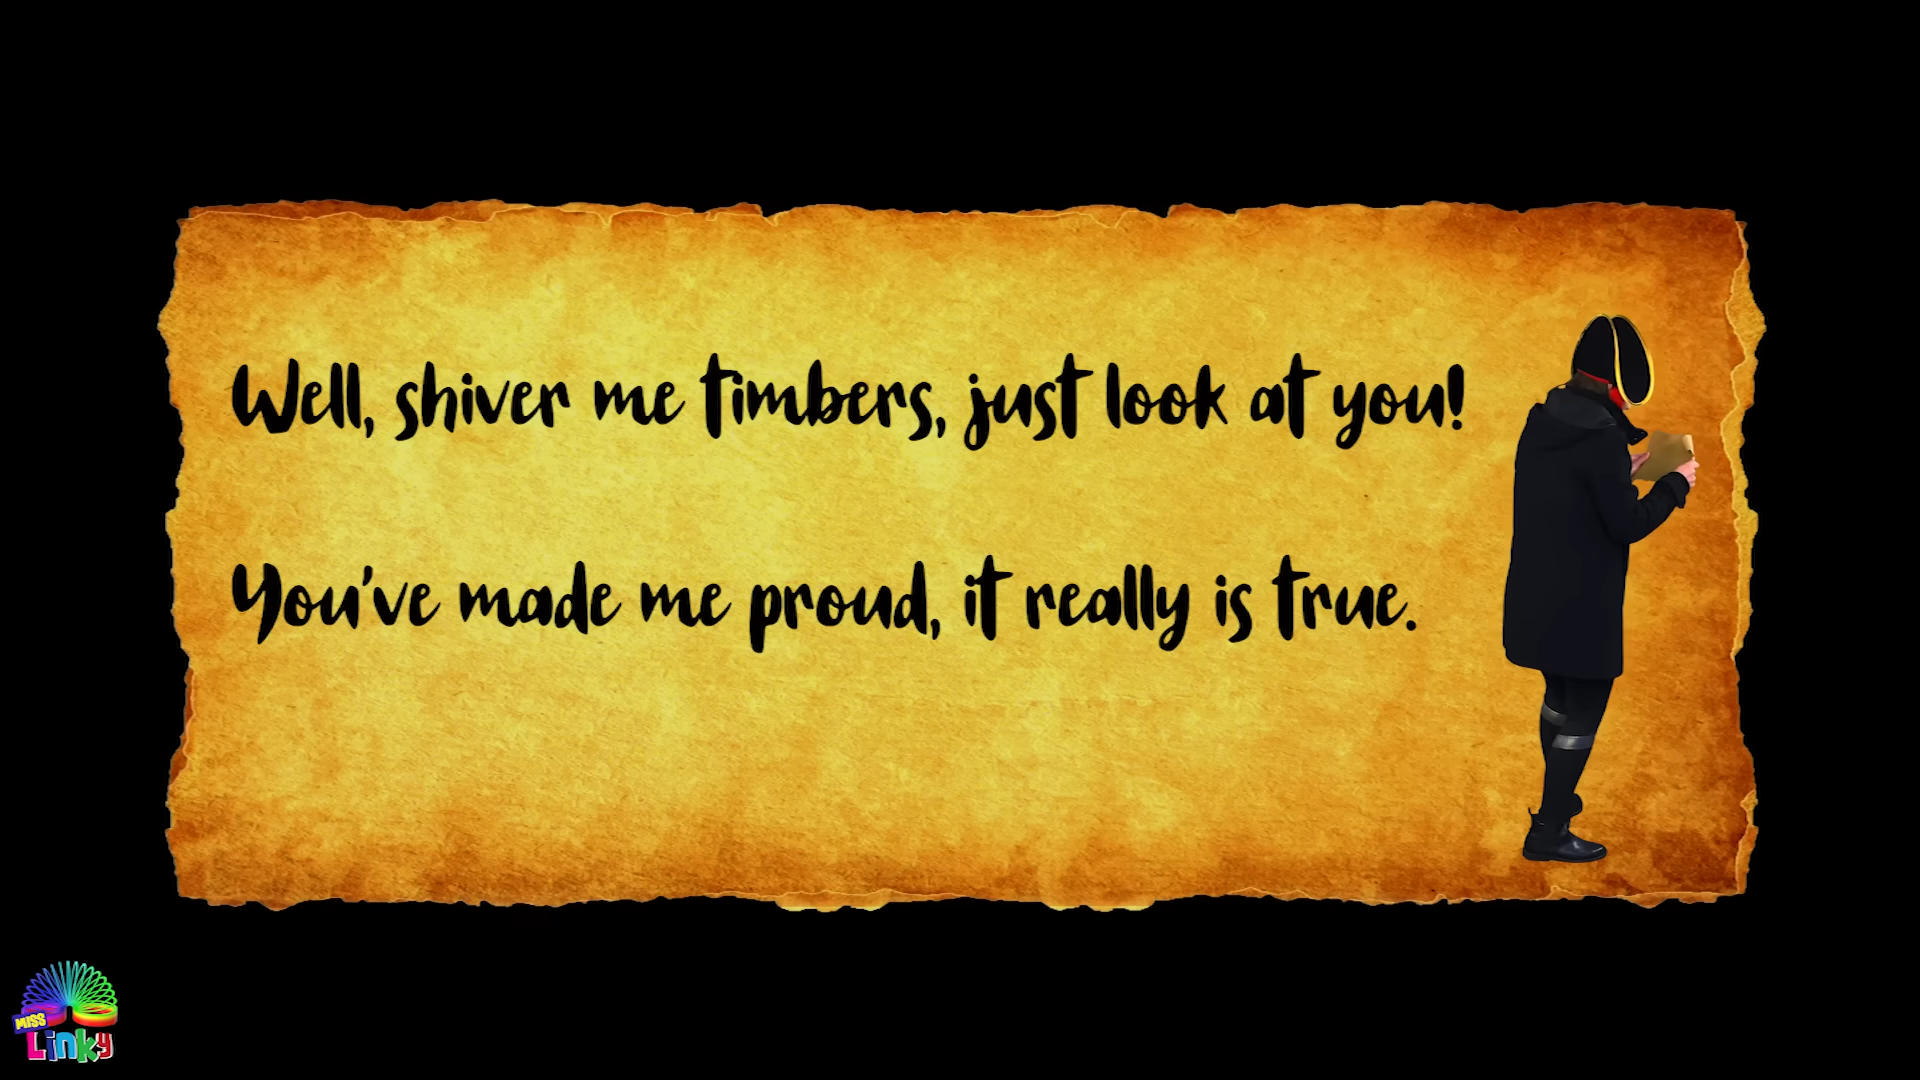 Well, shiver me timbers, just look at you!
You've made me proud, it really is true.
MISS
Linky